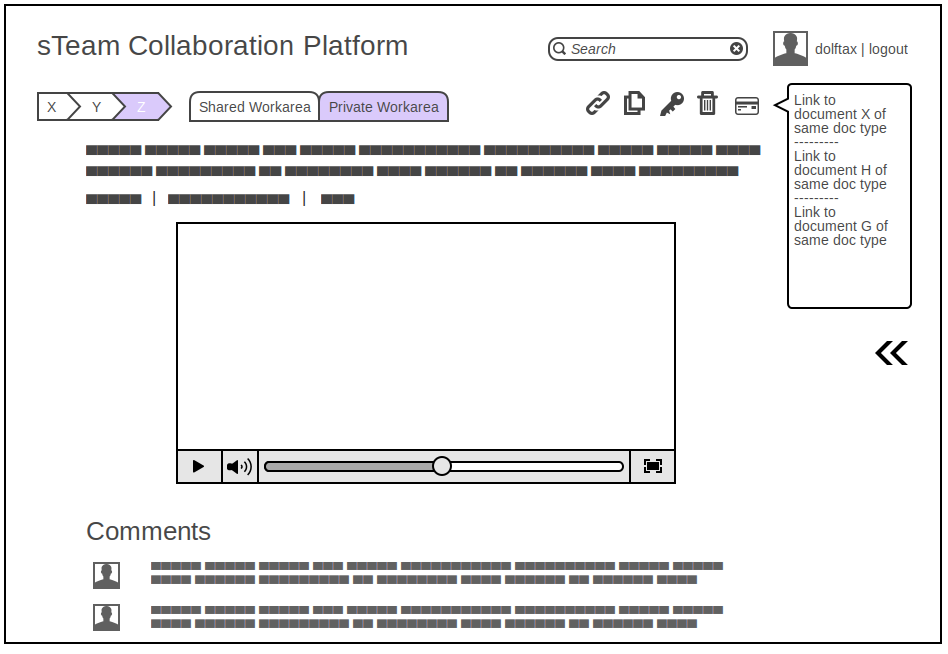 sTeam Collaboration Platform
Search
dolftax | logout
X Y Z
Shared Workarea Private Workarea
Link to
document X of
same doc type
---------
Link to
document H of
same doc type
---------
Link to
document G of
same doc type
| |
Comments